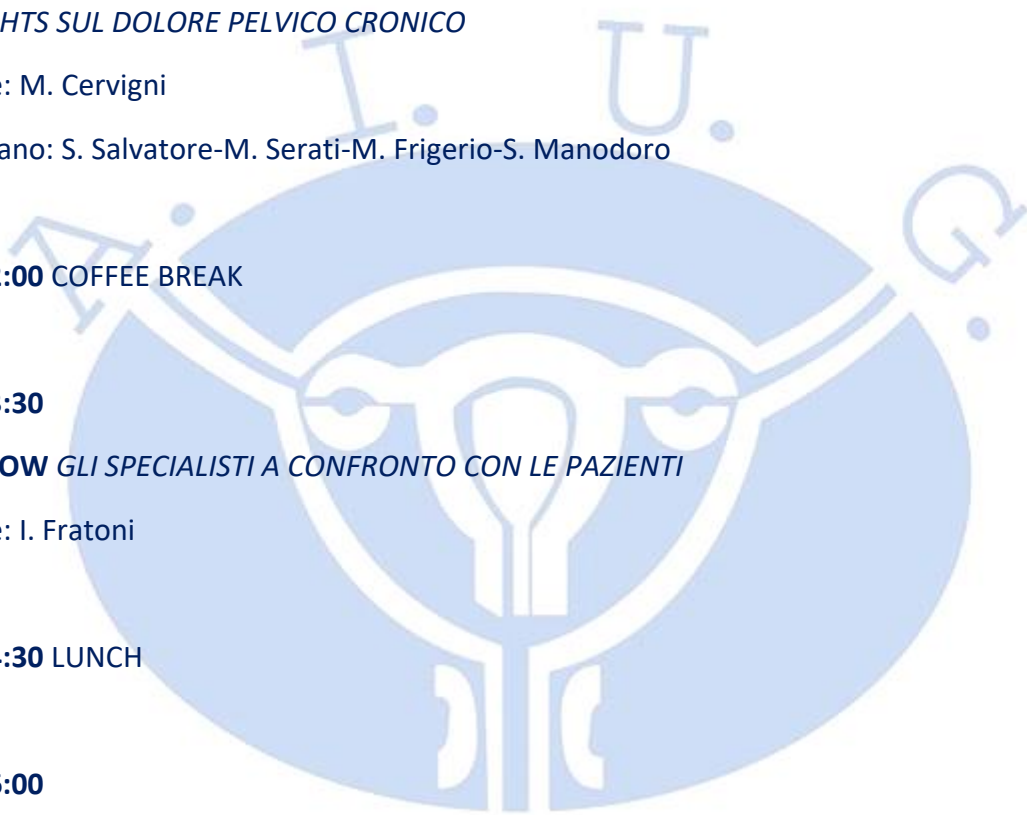 HTS SUL DOLORE PELVICO CRONICO
e: M. Cervigni
ano: S. Salvatore-M. Serati-M. Frigerio-S. Manodoro
:00 COFFEE BREAK
:30
OW GLI SPECIALISTI A CONFRONTO CON LE PAZIENTI
e: I. Fratoni
:30 LUNCH
:00
A. I. U. G.